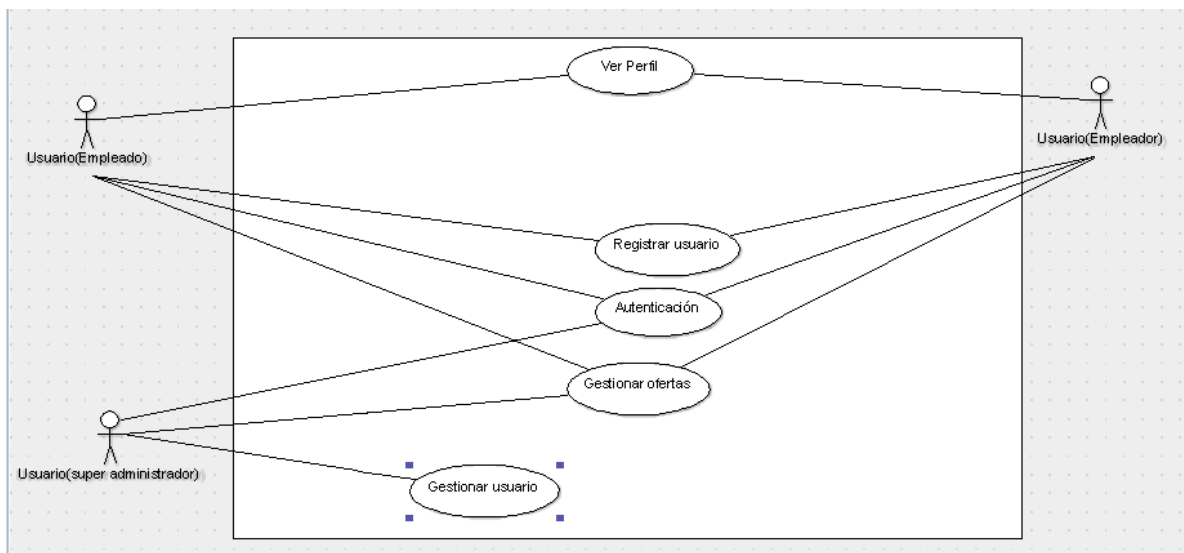 Ver Perfil
Usuario(Empleado)
Usuario(Empleador)
Registrar usuario
Autenticación
Gestionar ofertas
Usuario(super administrador)
Gestionar usuario